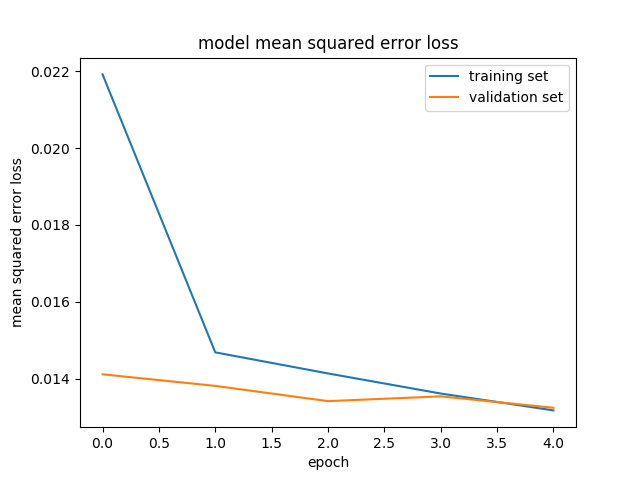 model mean squared error loss
training set
validation set
mean squared error loss
0.022
0.020
0.018
0.016
0.014
0.0 0.5 1.0 1.5 2.0 2.5 3.0 3.5 4.0
epoch